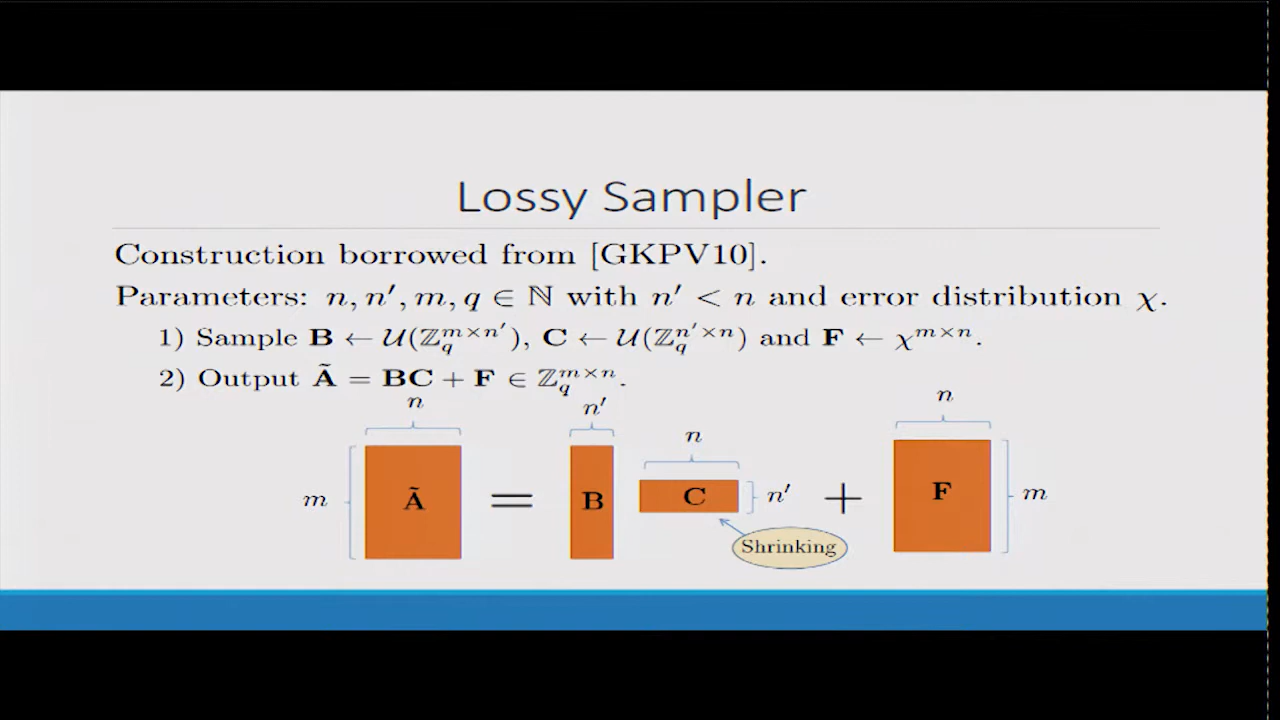 Lossy Sampler
Construction borrowed from [GKPV10].
Parameters: n, n′, m, q ∈ ℕ with n′ < n and error distribution χ.
1) Sample B ← 𝒰(ℤ_q^{m×n′}), C ← 𝒰(ℤ_q^{n′×n}) and F ← χ^{m×n}.
2) Output Ã = BC + F ∈ ℤ_q^{m×n}.
n n′ n n
m Ã = B C n′ + F m
Shrinking